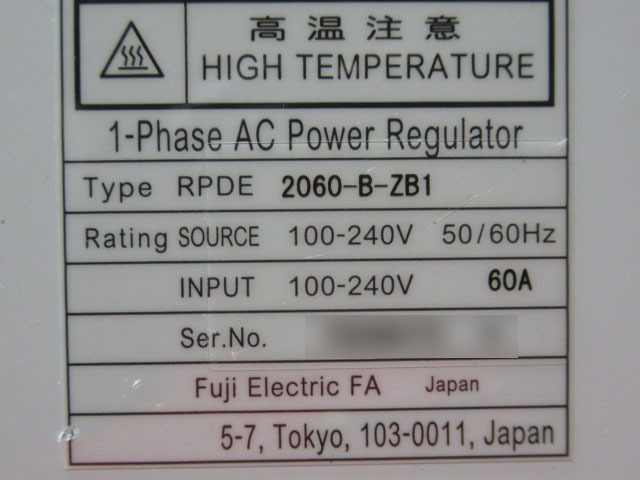 高温注意
HIGH TEMPERATURE
1-Phase AC Power Regulator
Type RPDE 2060-B-ZB1
Rating SOURCE 100-240V 50/60Hz
INPUT 100-240V 60A
Ser.No.
Fuji Electric FA Japan
5-7, Tokyo, 103-0011, Japan